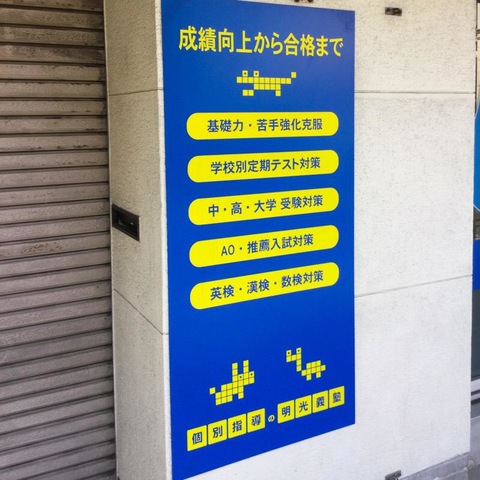 成績向上から合格まで
基礎力・苦手強化克服
学校別定期テスト対策
中・高・大学 受験対策
AO・推薦入試対策
英検・漢検・数検対策
個別指導の明光義塾